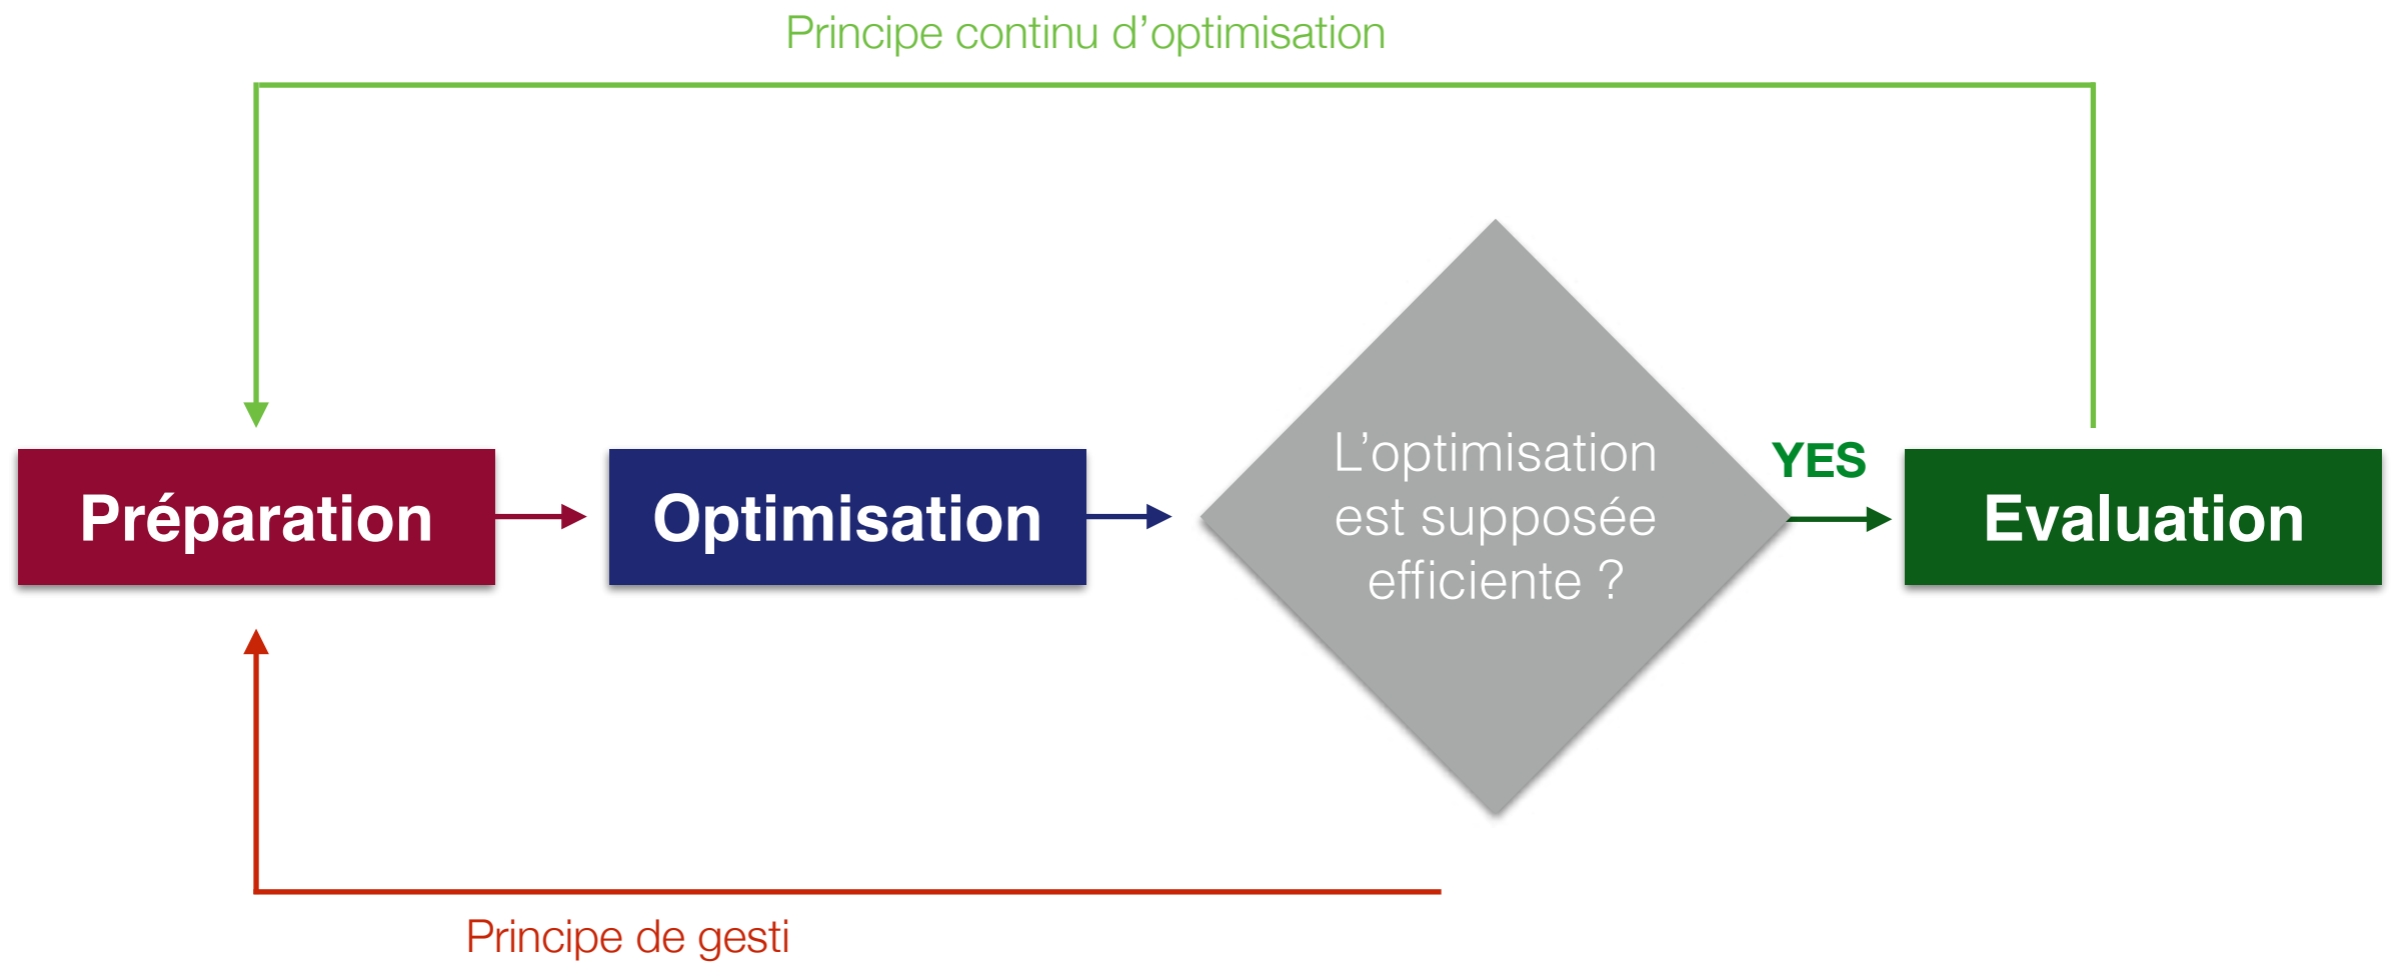 Principe continu d’optimisation
Préparation
Optimisation
L’optimisation
est supposée
efficiente ?
YES
Evaluation
Principe de gesti